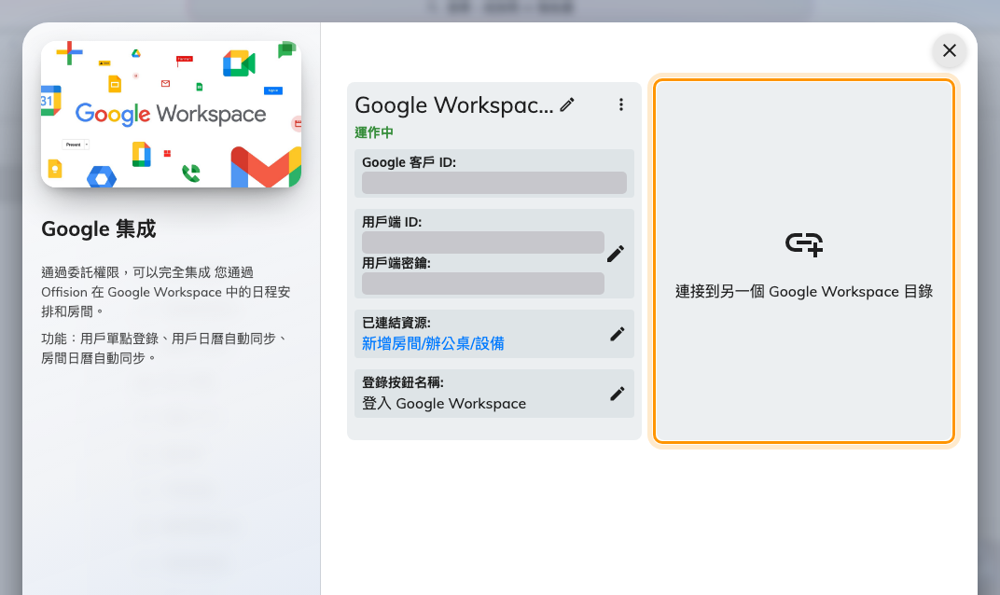 31
Google Workspace
Present
Google 集成
通過委託權限，可以完全集成 您通過
Offision 在 Google Workspace 中的日程安
排和房間。
功能：用戶單點登錄、用戶日曆自動同步、
房間日曆自動同步。
Google Workspac...
運作中
Google 客戶 ID:
用戶端 ID:
用戶端密鑰:
已連結資源:
新增房間/辦公桌/設備
登錄按鈕名稱:
登入 Google Workspace
連接到另一個 Google Workspace 目錄